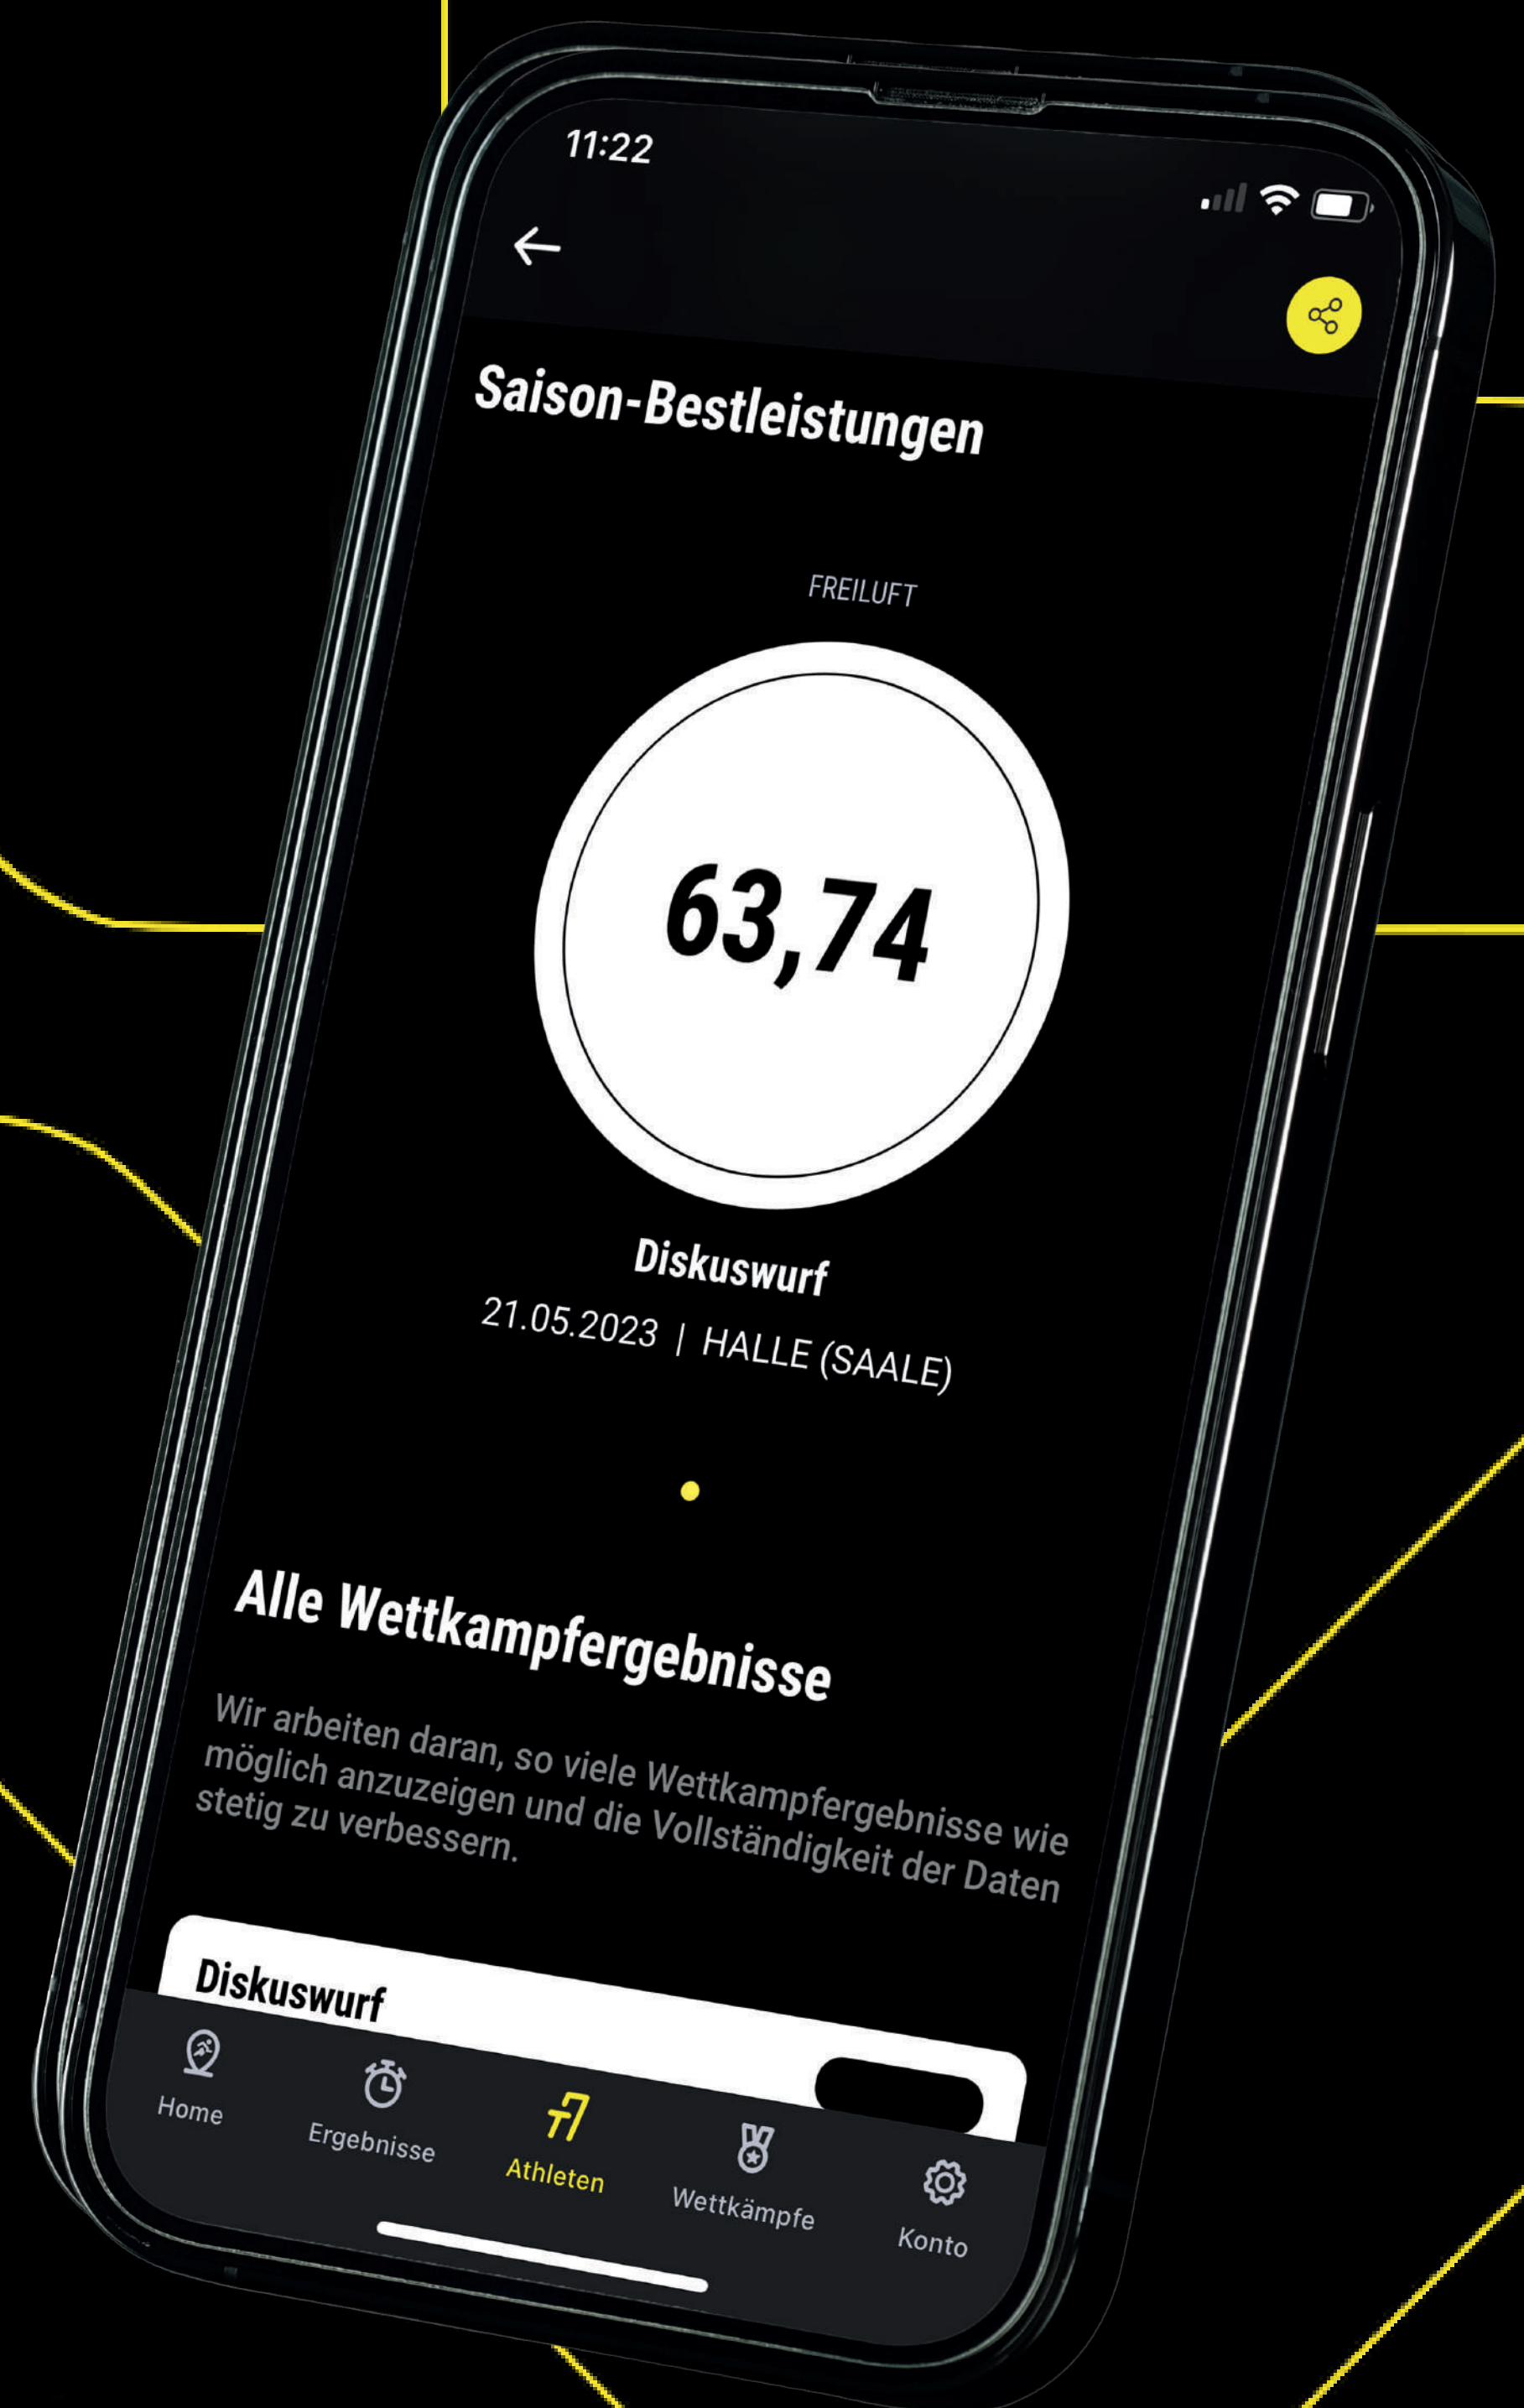 11:22
Saison-Bestleistungen
FREILUFT
63,74
Diskuswurf
21.05.2023 | HALLE (SAALE)
Alle Wettkampfergebnisse
Wir arbeiten daran, so viele Wettkampfergebnisse wie
möglich anzuzeigen und die Vollständigkeit der Daten
stetig zu verbessern.
Diskuswurf
Home
Ergebnisse
Athleten
Wettkämpfe
Konto